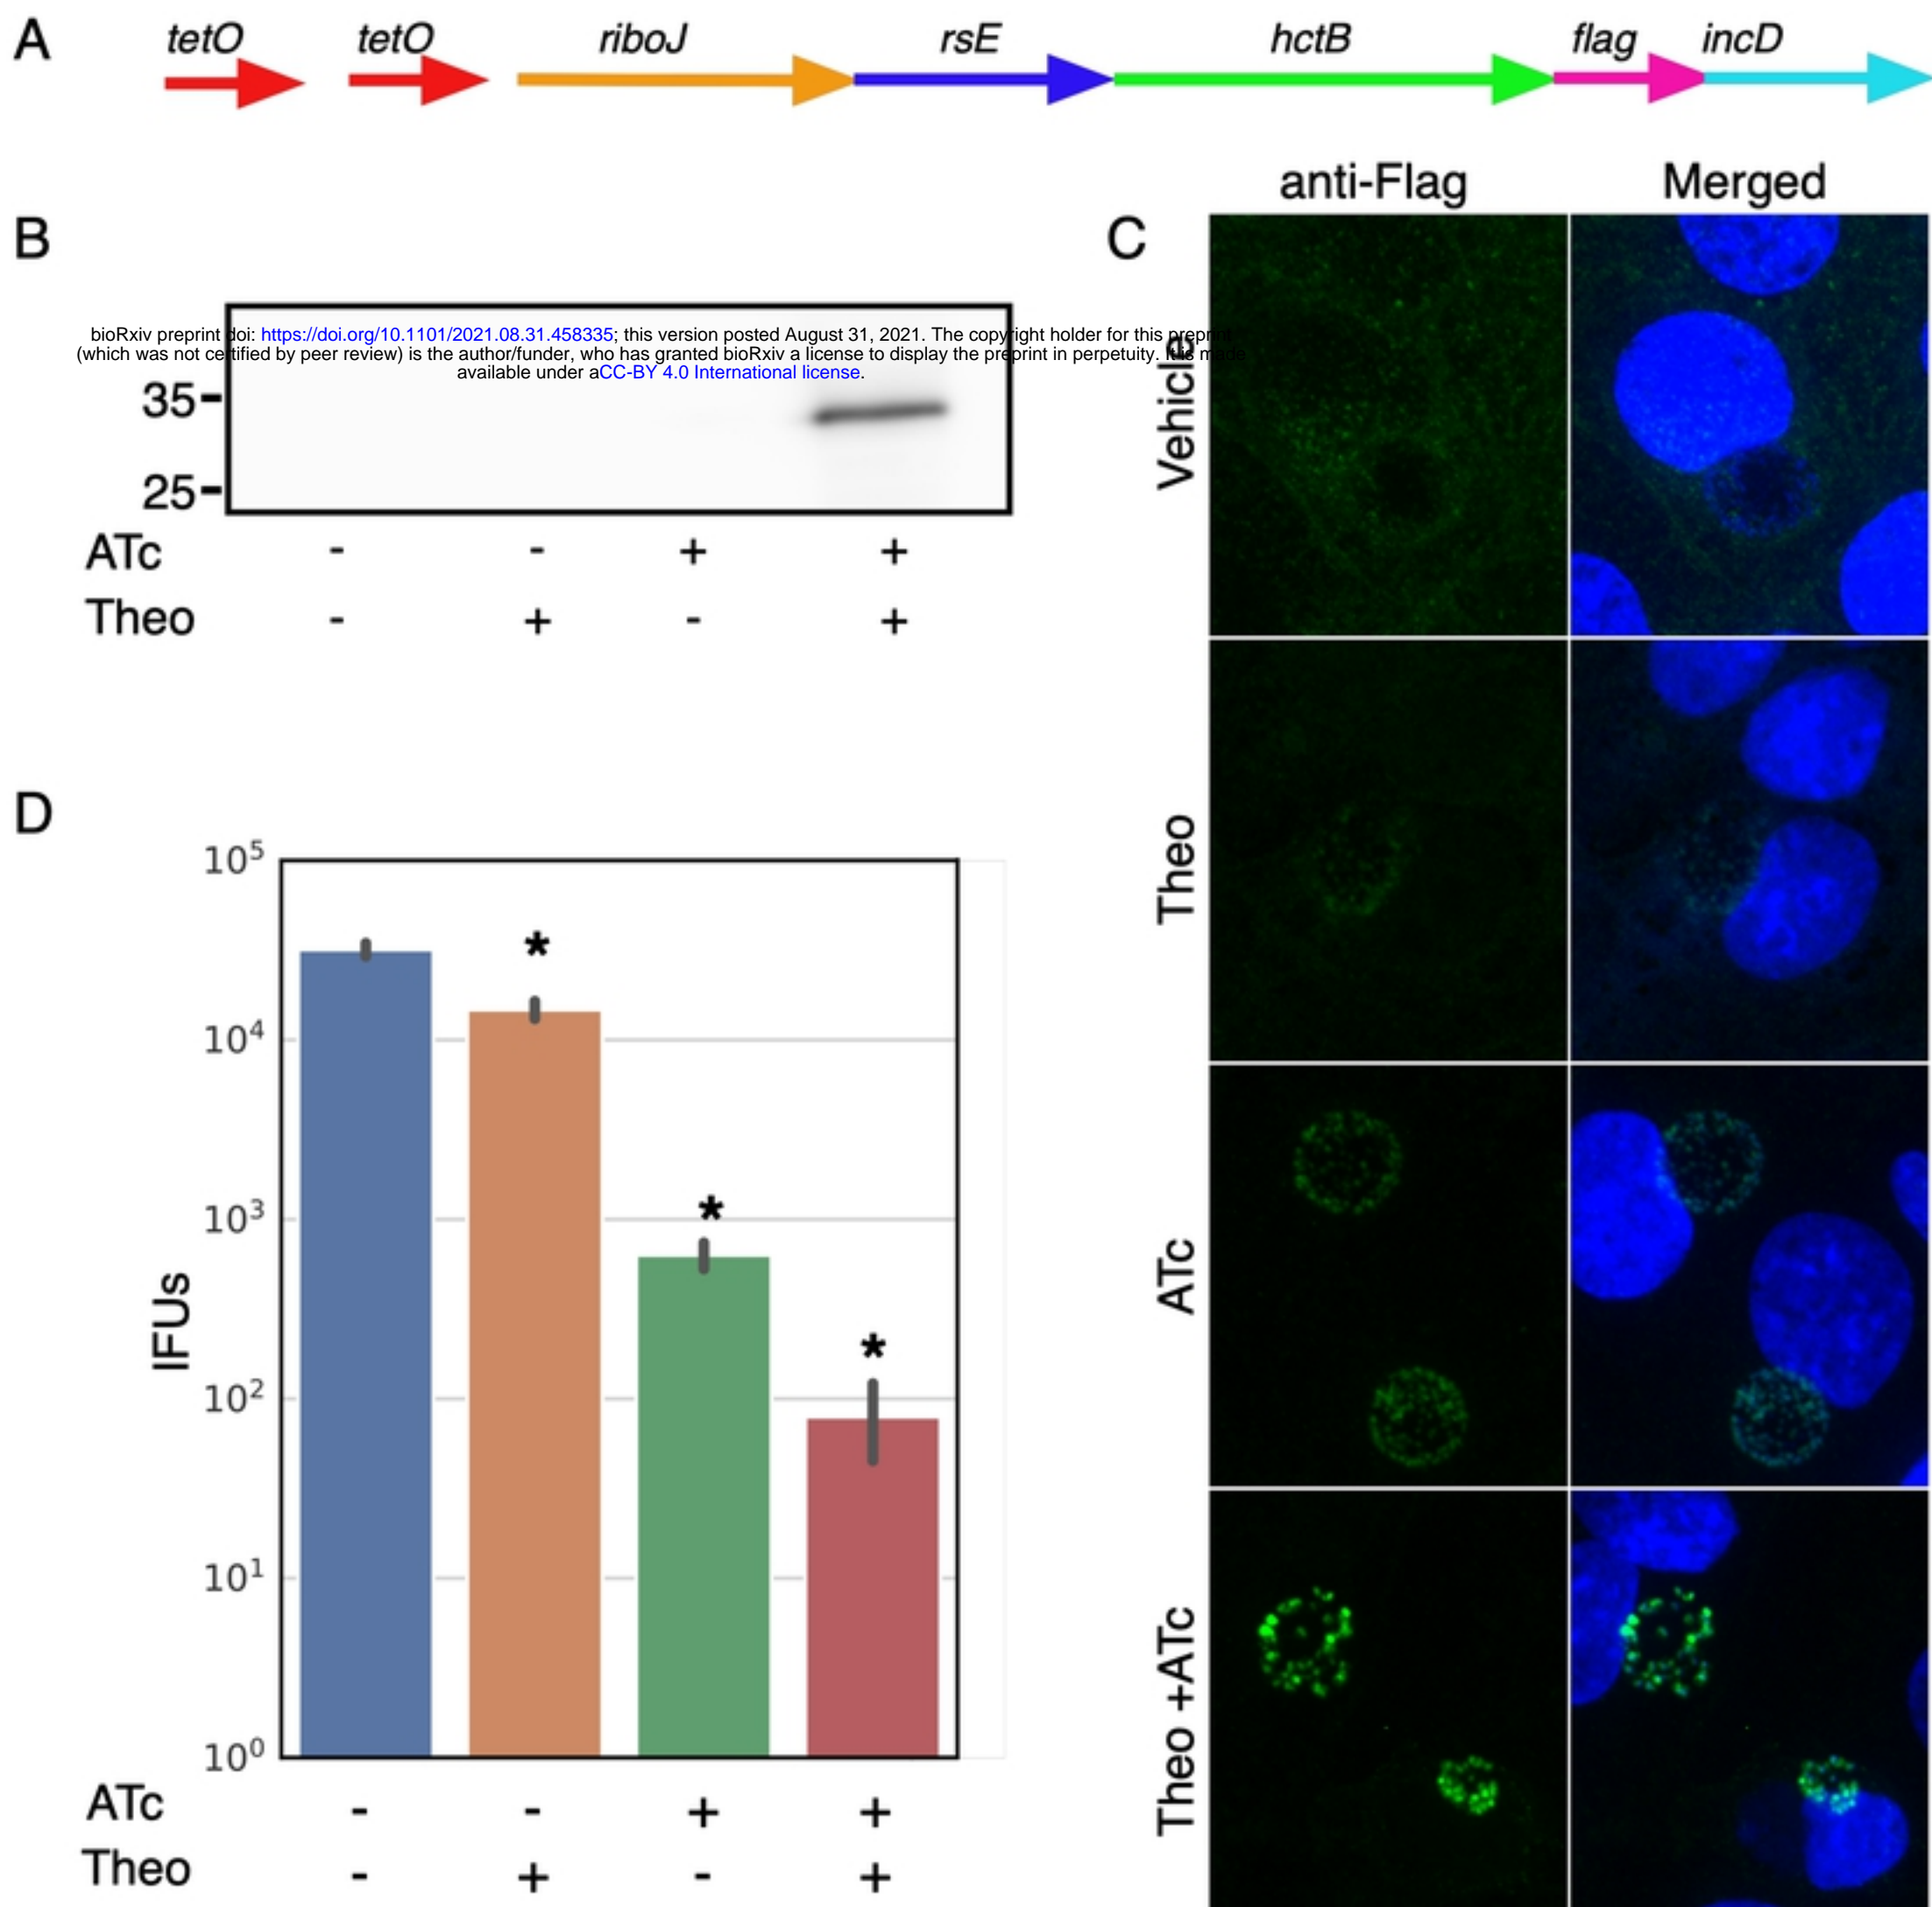 A
tetO tetO riboJ rsE hctB flag incD
anti-Flag Merged
B
C
bioRxiv preprint doi: https://doi.org/10.1101/2021.08.31.458335; this version posted August 31, 2021. The copyright holder for this preprint
(which was not certified by peer review) is the author/funder, who has granted bioRxiv a license to display the preprint in perpetuity. It is made
available under aCC-BY 4.0 International license.
35
25
ATc - - + +
Theo - + - +
Vehicle
Theo
ATc
Theo +ATc
D
10⁵
10⁴
10³
10²
10¹
10⁰
IFUs
*
*
*
ATc - - + +
Theo - + - +